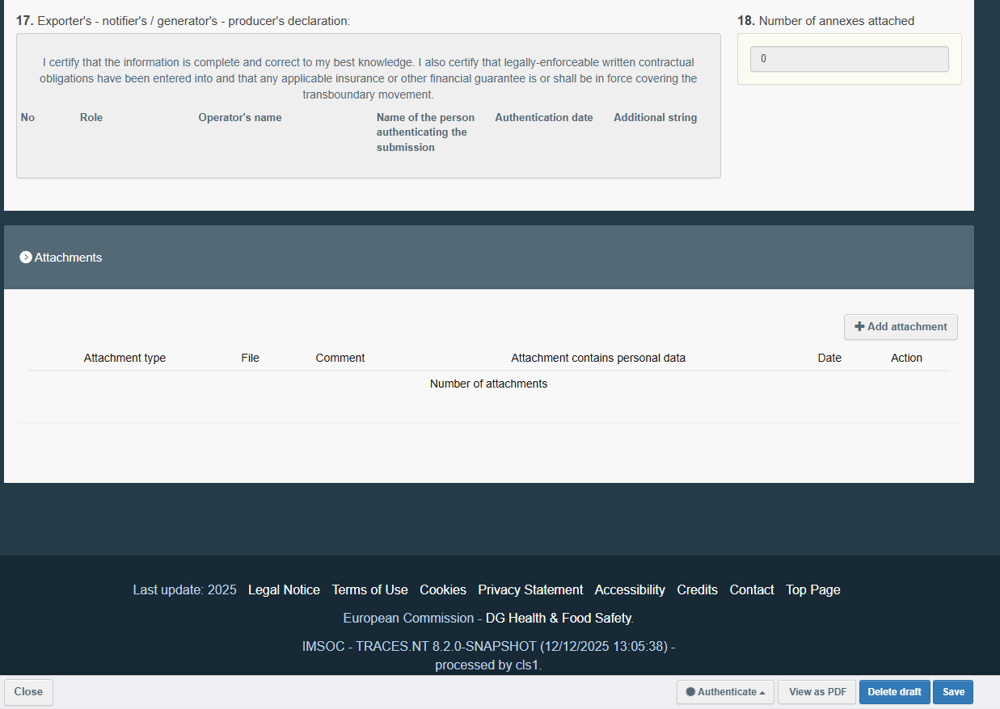 17. Exporter's - notifier's / generator's - producer's declaration:
18. Number of annexes attached
I certify that the information is complete and correct to my best knowledge. I also certify that legally-enforceable written contractual
obligations have been entered into and that any applicable insurance or other financial guarantee is or shall be in force covering the
transboundary movement.
0
No Role Operator's name Name of the person Authentication date Additional string
authenticating the
submission
Attachments
Add attachment
Attachment type File Comment Attachment contains personal data Date Action
Number of attachments
Last update: 2025 Legal Notice Terms of Use Cookies Privacy Statement Accessibility Credits Contact Top Page
European Commission - DG Health & Food Safety.
IMSOC - TRACES.NT 8.2.0-SNAPSHOT (12/12/2025 13:05:38) -
processed by cls1.
Close Authenticate View as PDF Delete draft Save